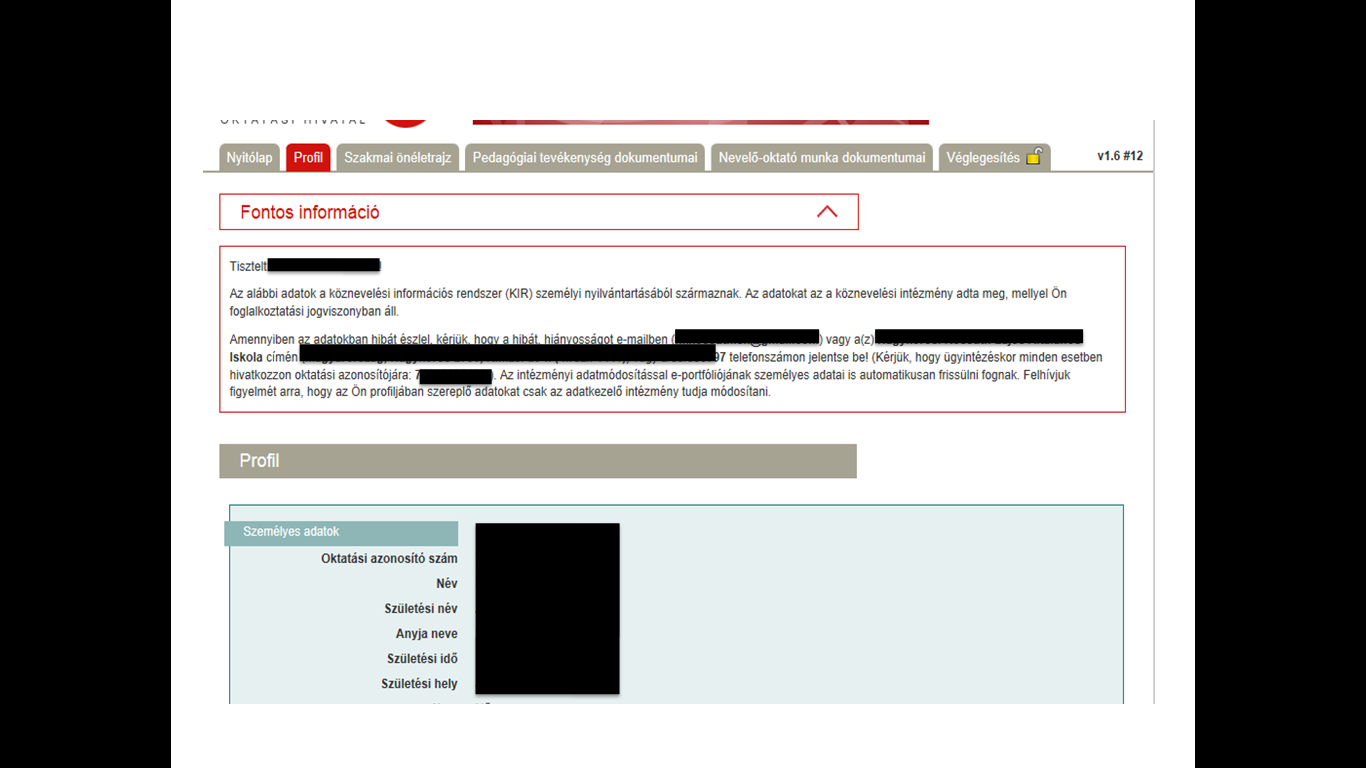 OKTATÁSI HIVATAL
Nyitólap Profil Szakmai önéletrajz Pedagógiai tevékenység dokumentumai Nevelő-oktató munka dokumentumai Véglegesítés v1.6 #12
Fontos információ
Tisztelt !
Az alábbi adatok a köznevelési információs rendszer (KIR) személyi nyilvántartásából származnak. Az adatokat az a köznevelési intézmény adta meg, mellyel Ön
foglalkoztatási jogviszonyban áll.
Amennyiben az adatokban hibát észlel, kérjük, hogy a hibát, hiányosságot e-mailben ( ) vagy a(z)
Iskola címén ( 97 telefonszámon jelentse be! (Kérjük, hogy ügyintézéskor minden esetben
hivatkozzon oktatási azonosítójára: 7 ). Az intézményi adatmódosítással e-portfóliójának személyes adatai is automatikusan frissülni fognak. Felhívjuk
figyelmét arra, hogy az Ön profiljában szereplő adatokat csak az adatkezelő intézmény tudja módosítani.
Profil
Személyes adatok
Oktatási azonosító szám
Név
Születési név
Anyja neve
Születési idő
Születési hely